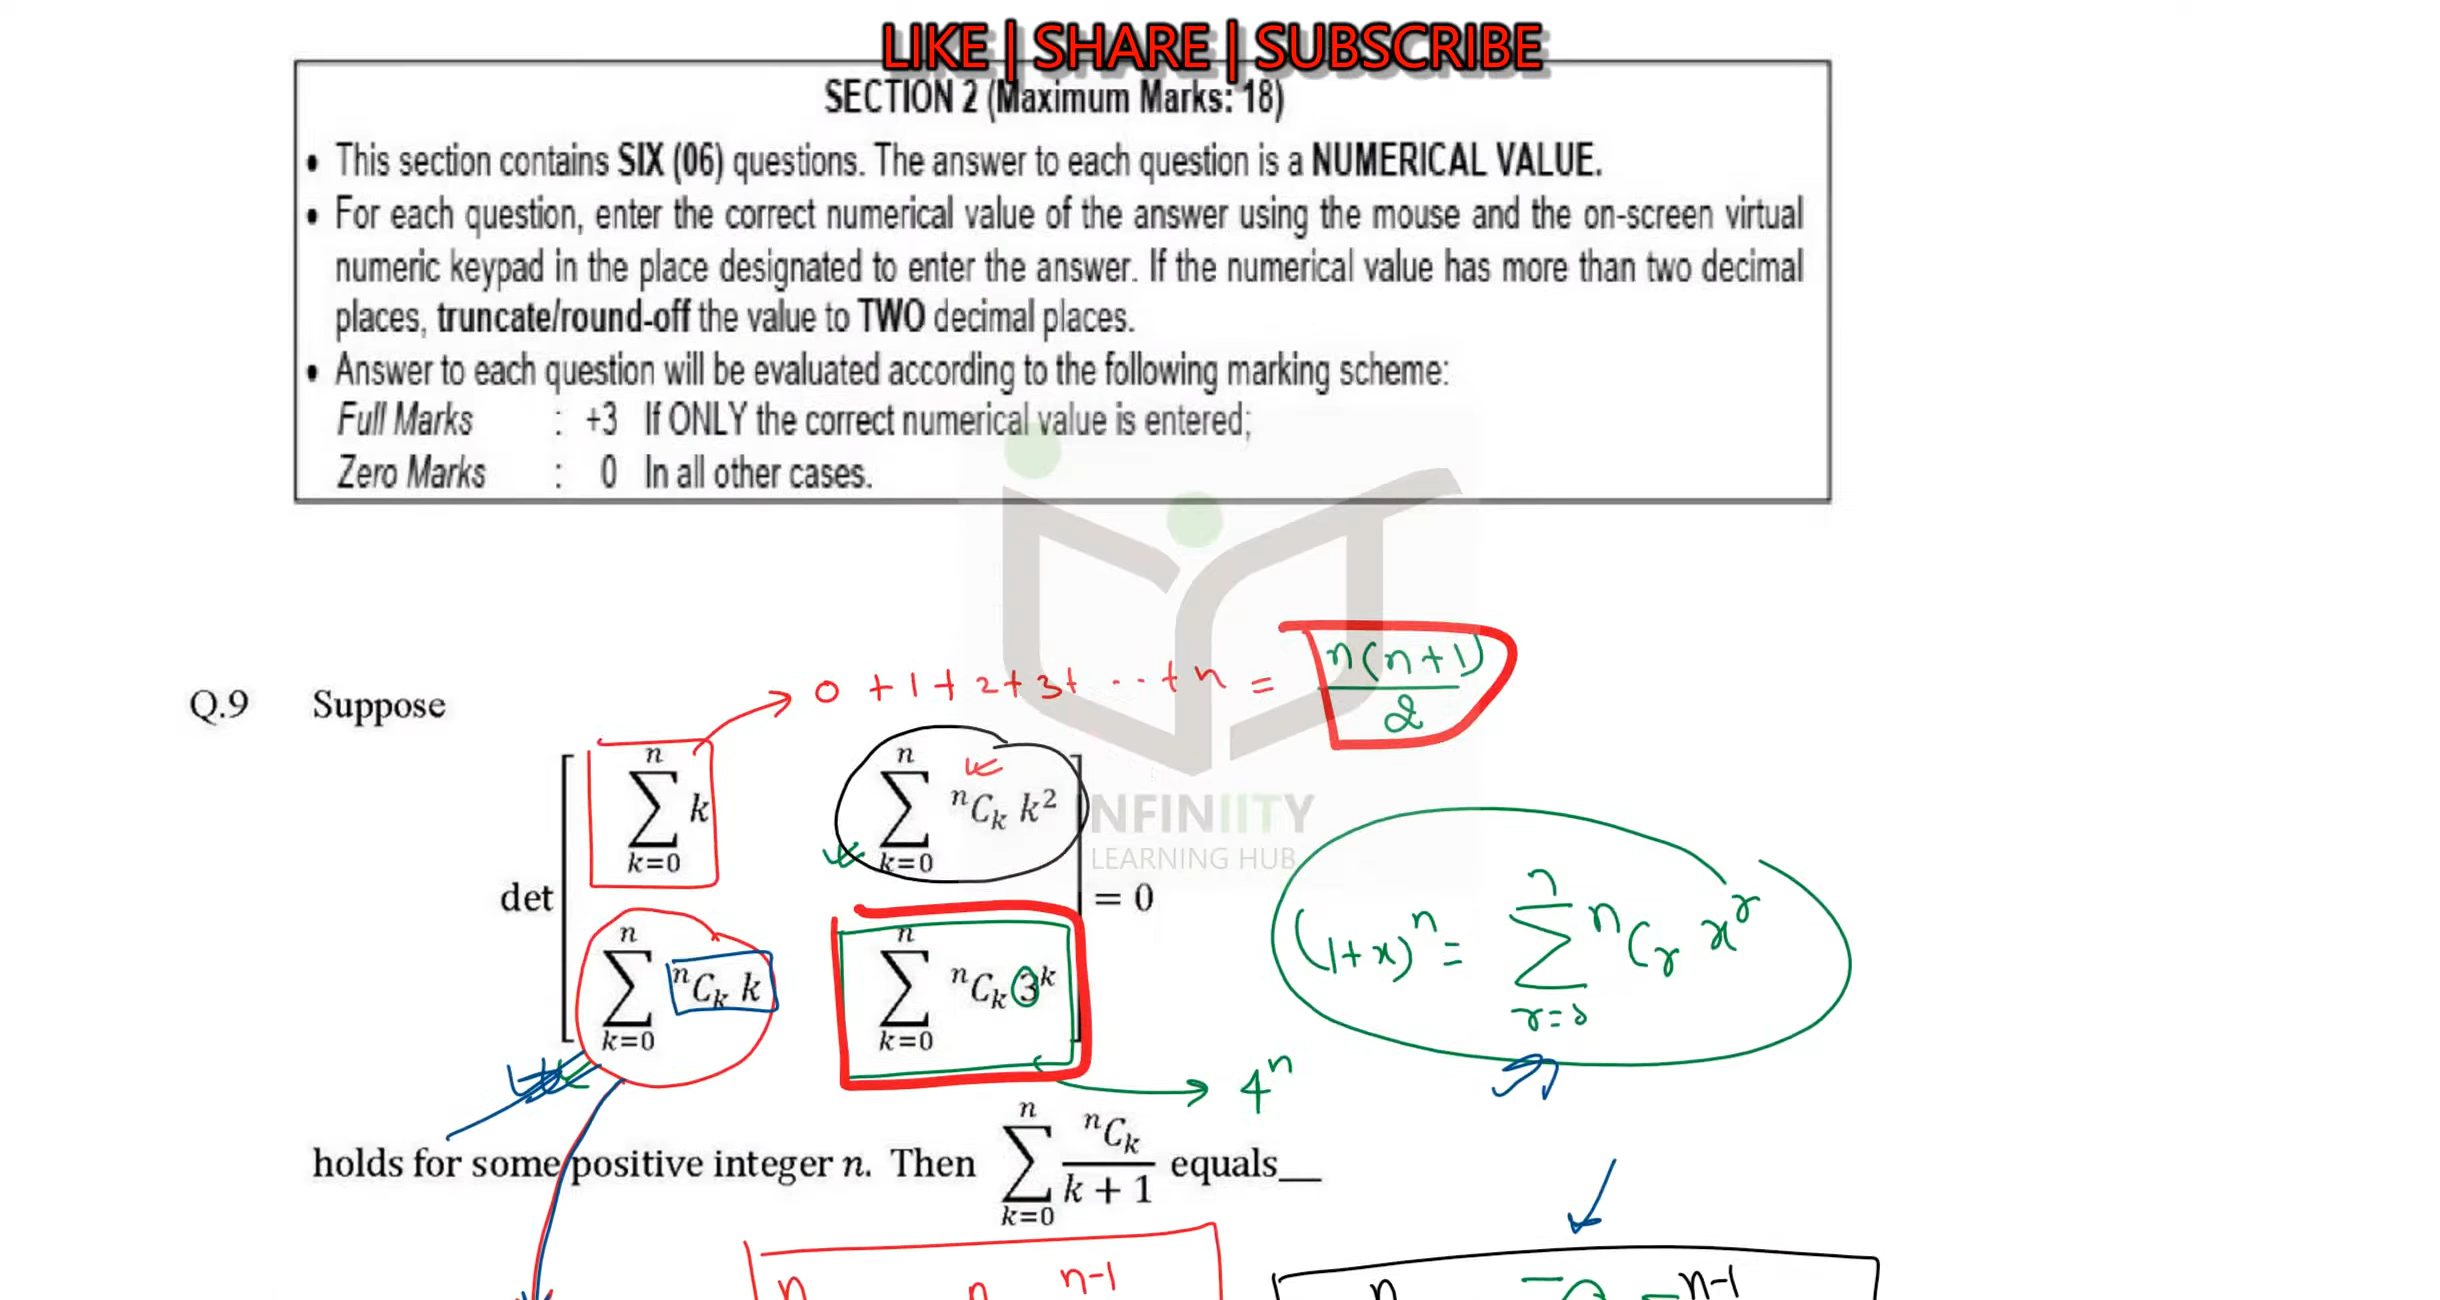 LIKE | SHARE | SUBSCRIBE
SECTION 2 (Maximum Marks: 18)
• This section contains SIX (06) questions. The answer to each question is a NUMERICAL VALUE.
• For each question, enter the correct numerical value of the answer using the mouse and the on-screen virtual
numeric keypad in the place designated to enter the answer. If the numerical value has more than two decimal
places, truncate/round-off the value to TWO decimal places.
• Answer to each question will be evaluated according to the following marking scheme:
Full Marks : +3 If ONLY the correct numerical value is entered;
Zero Marks : 0 In all other cases.
0 + 1 + 2 + 3 + .. + n = n(n+1)/2
Q.9 Suppose
det [ ∑_{k=0}^{n} k   ∑_{k=0}^{n} ⁿC_k k²
∑_{k=0}^{n} ⁿC_k k   ∑_{k=0}^{n} ⁿC_k 3^k ] = 0
NFINIITY
LEARNING HUB
(1+x)^n = ∑_{r=0}^{n} ⁿC_r x^r
4^n
holds for some positive integer n. Then ∑_{k=0}^{n} ⁿC_k/(k + 1) equals__
n n n-1
n n-1